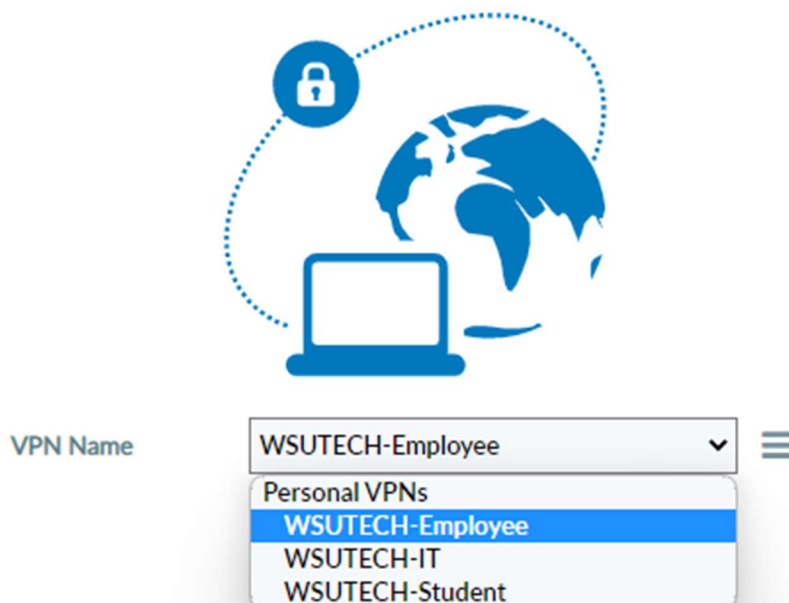 VPN Name
WSUTECH-Employee
Personal VPNs
WSUTECH-Employee
WSUTECH-IT
WSUTECH-Student